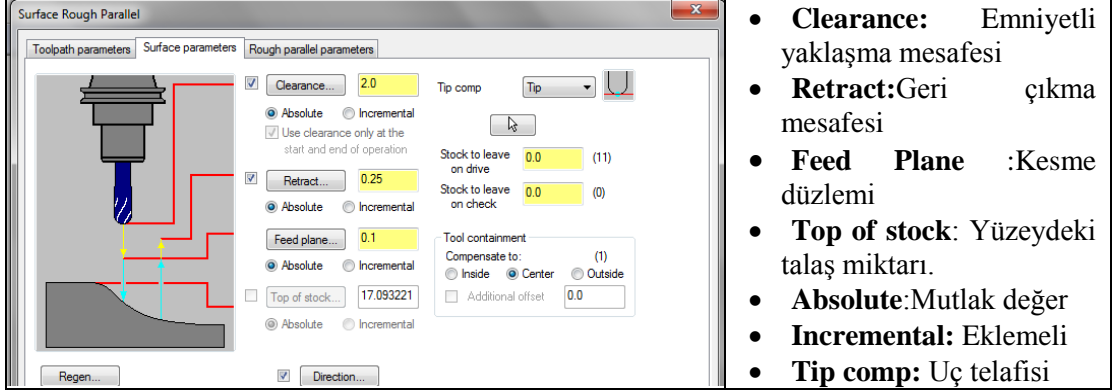 Surface Rough Parallel
Toolpath parameters Surface parameters Rough parallel parameters
Clearance... 2.0
Absolute Incremental
Use clearance only at the
start and end of operation
Retract... 0.25
Absolute Incremental
Feed plane... 0.1
Absolute Incremental
Top of stock... 17.093221
Absolute Incremental
Regen...
Direction...
Tip comp Tip
Stock to leave
on drive 0.0 (11)
Stock to leave
on check 0.0 (0)
Tool containment
Compensate to: (1)
Inside Center Outside
Additional offset 0.0
• Clearance: Emniyetli
yaklaşma mesafesi
• Retract:Geri çıkma
mesafesi
• Feed Plane :Kesme
düzlemi
• Top of stock: Yüzeydeki
talaş miktarı.
• Absolute:Mutlak değer
• Incremental: Eklemeli
• Tip comp: Uç telafisi